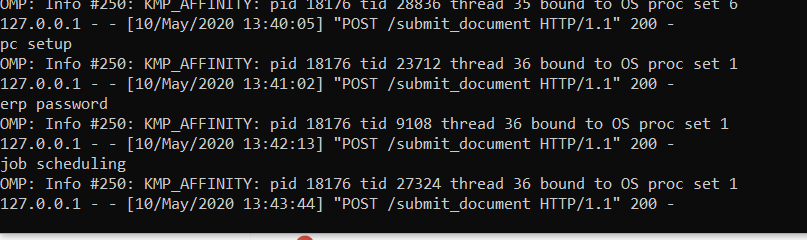 OMP: Info #250: KMP_AFFINITY: pid 18176 tid 28836 thread 35 bound to OS proc set 6
127.0.0.1 - - [10/May/2020 13:40:05] "POST /submit_document HTTP/1.1" 200 -
pc setup
OMP: Info #250: KMP_AFFINITY: pid 18176 tid 23712 thread 36 bound to OS proc set 1
127.0.0.1 - - [10/May/2020 13:41:02] "POST /submit_document HTTP/1.1" 200 -
erp password
OMP: Info #250: KMP_AFFINITY: pid 18176 tid 9108 thread 36 bound to OS proc set 1
127.0.0.1 - - [10/May/2020 13:42:13] "POST /submit_document HTTP/1.1" 200 -
job scheduling
OMP: Info #250: KMP_AFFINITY: pid 18176 tid 27324 thread 36 bound to OS proc set 1
127.0.0.1 - - [10/May/2020 13:43:44] "POST /submit_document HTTP/1.1" 200 -